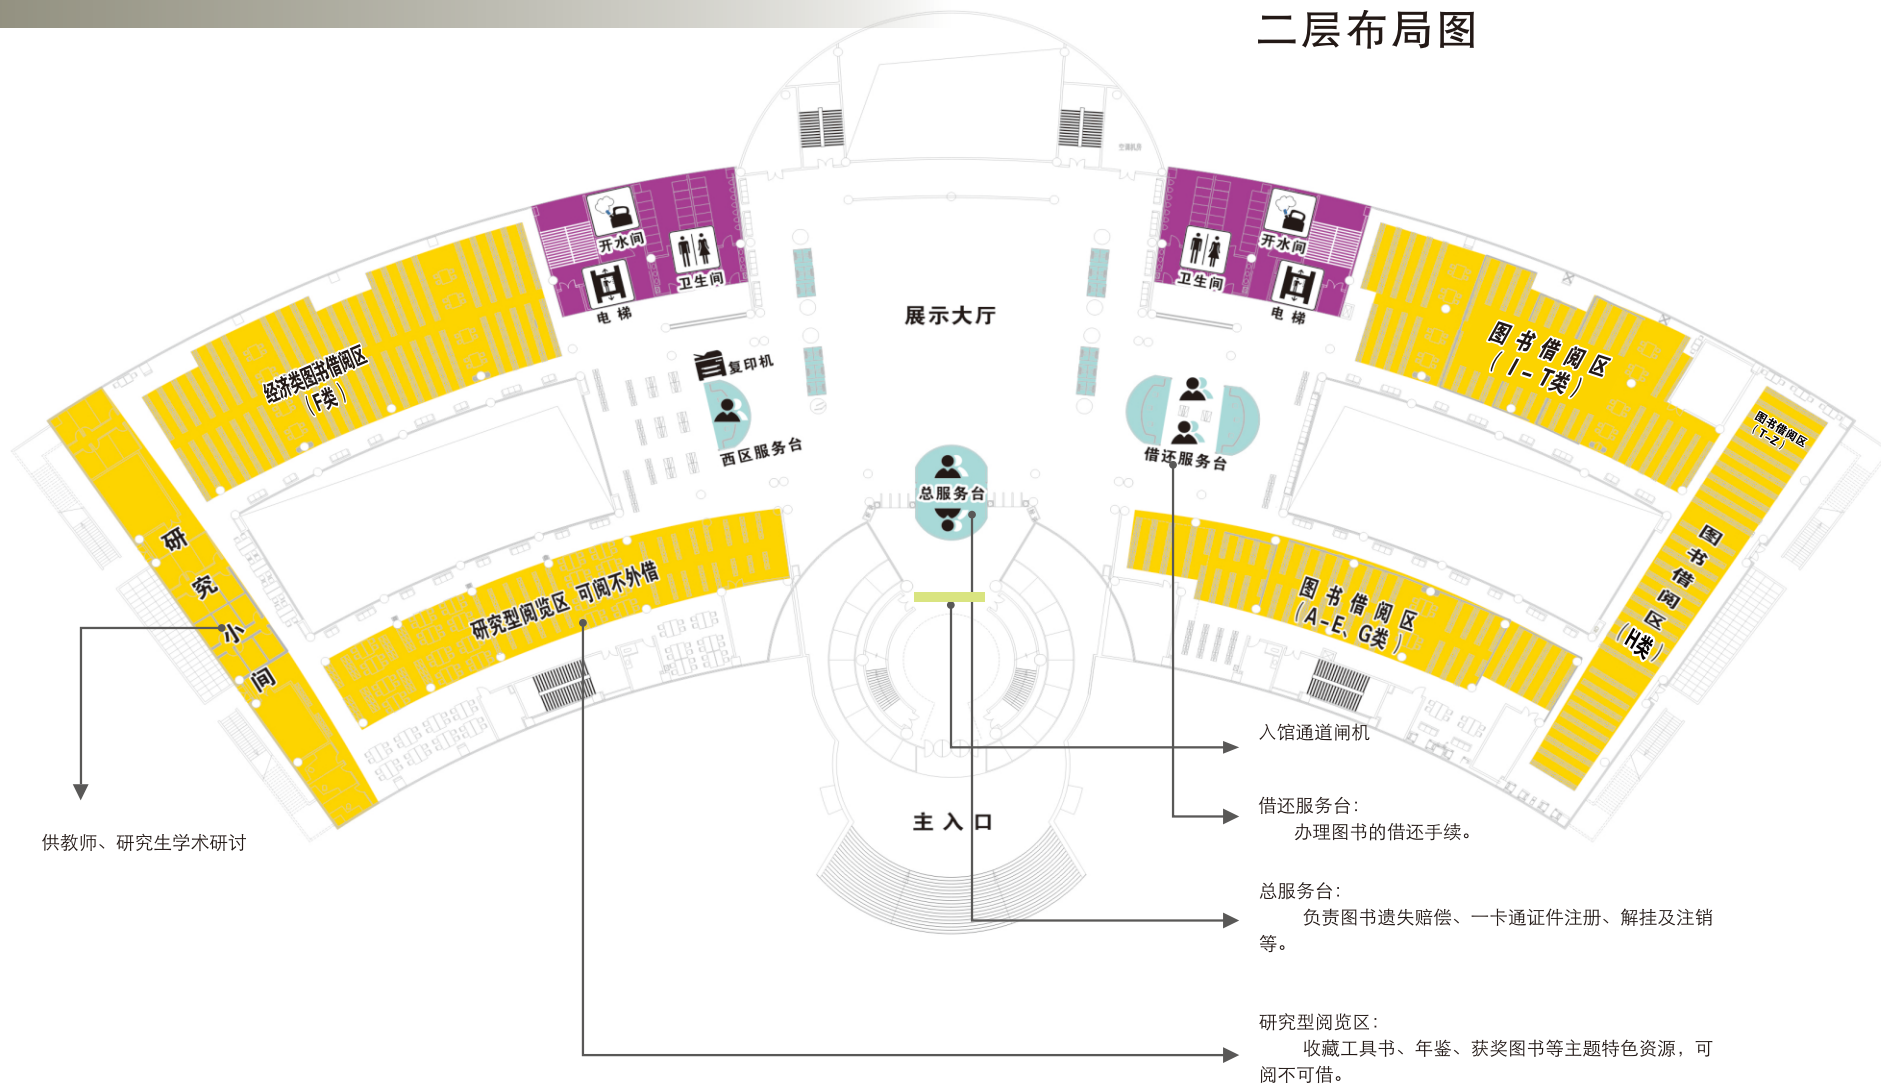 二层布局图
空调机房
开水间
卫生间
电梯
开水间
卫生间
电梯
展示大厅
复印机
西区服务台
经济类图书借阅区
（F类）
图书借阅区
（I-T类）
图书借阅区
（T-Z）
借还服务台
总服务台
研究小间
研究型阅览区 可阅不外借
图书借阅区
（A-E、G类）
图书借阅区
（H类）
主入口
入馆通道闸机
借还服务台：
办理图书的借还手续。
供教师、研究生学术研讨
总服务台：
负责图书遗失赔偿、一卡通证件注册、解挂及注销
等。
研究型阅览区：
收藏工具书、年鉴、获奖图书等主题特色资源，可
阅不可借。